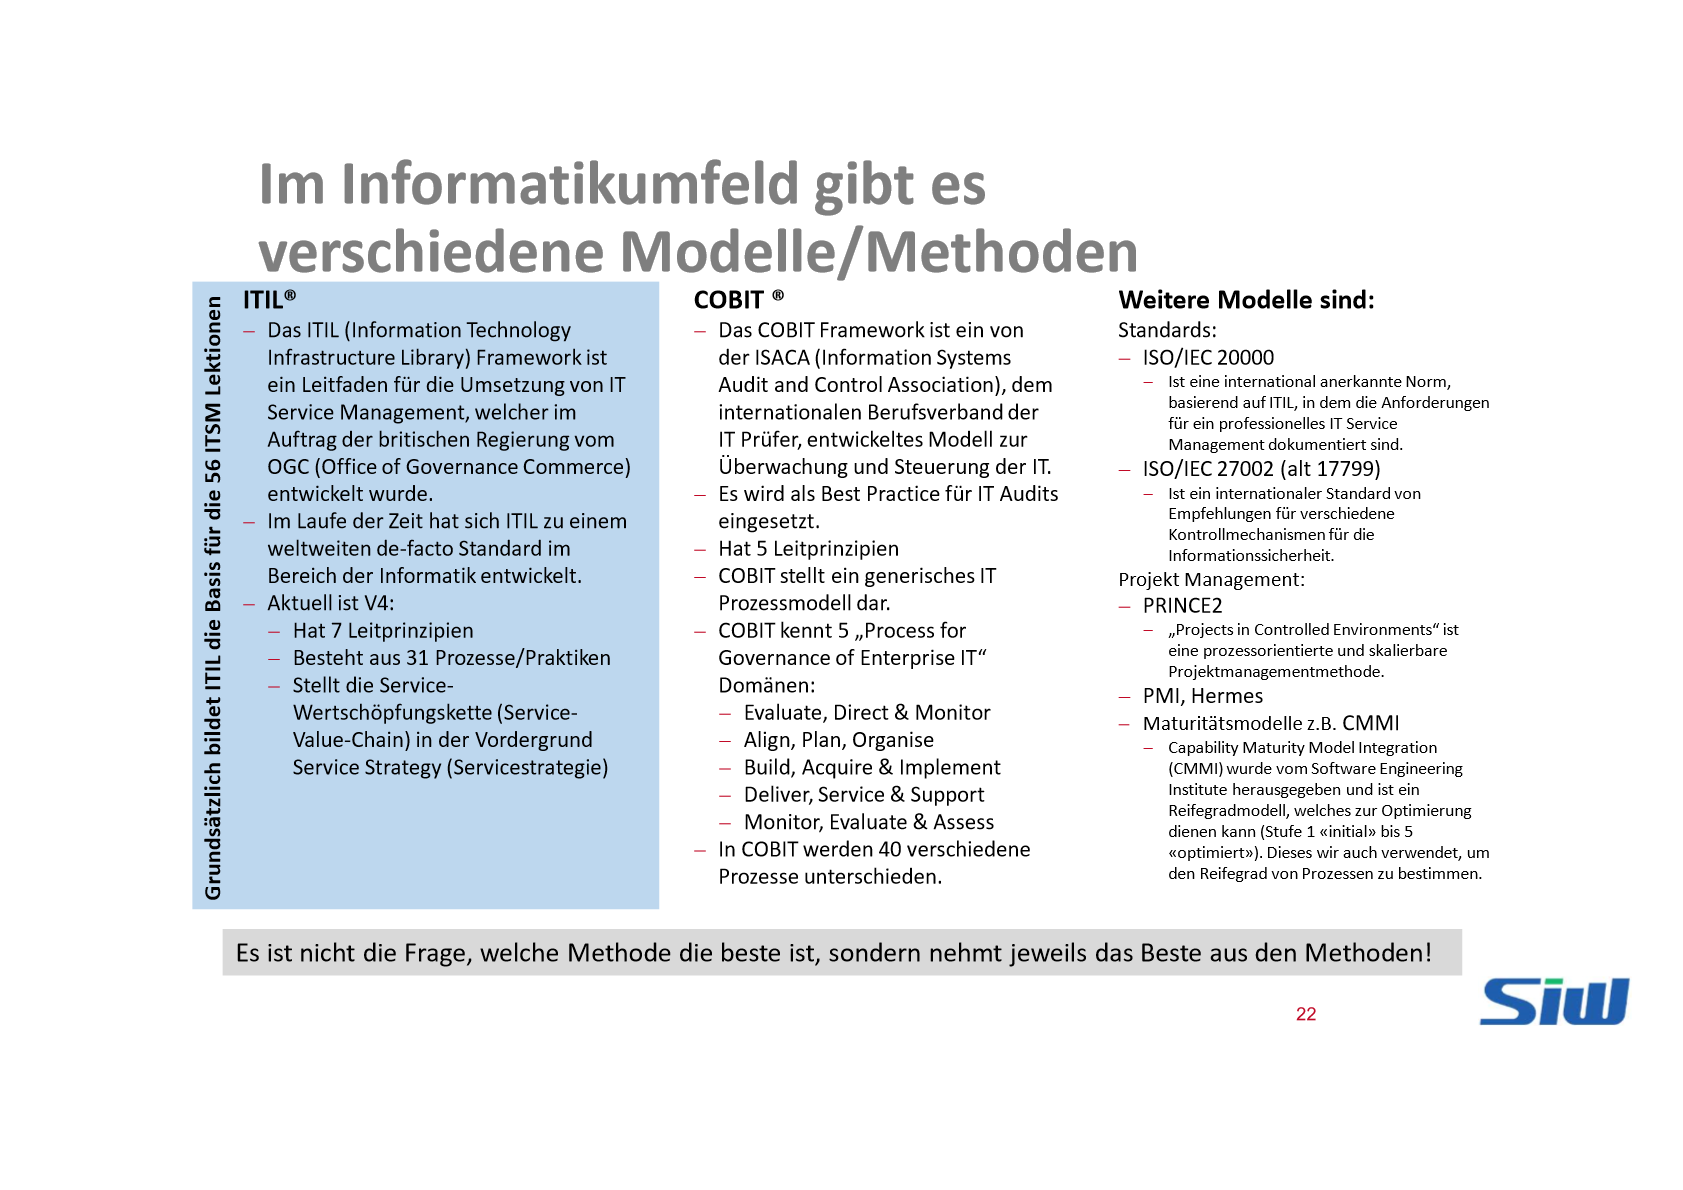 Im Informatikumfeld gibt es
verschiedene Modelle/Methoden
Grundsätzlich bildet ITIL die Basis für die 56 ITSM Lektionen
ITIL®
– Das ITIL (Information Technology
Infrastructure Library) Framework ist
ein Leitfaden für die Umsetzung von IT
Service Management, welcher im
Auftrag der britischen Regierung vom
OGC (Office of Governance Commerce)
entwickelt wurde.
– Im Laufe der Zeit hat sich ITIL zu einem
weltweiten de-facto Standard im
Bereich der Informatik entwickelt.
– Aktuell ist V4:
– Hat 7 Leitprinzipien
– Besteht aus 31 Prozesse/Praktiken
– Stellt die Service-
Wertschöpfungskette (Service-
Value-Chain) in der Vordergrund
Service Strategy (Servicestrategie)
COBIT ®
– Das COBIT Framework ist ein von
der ISACA (Information Systems
Audit and Control Association), dem
internationalen Berufsverband der
IT Prüfer, entwickeltes Modell zur
Überwachung und Steuerung der IT.
– Es wird als Best Practice für IT Audits
eingesetzt.
– Hat 5 Leitprinzipien
– COBIT stellt ein generisches IT
Prozessmodell dar.
– COBIT kennt 5 „Process for
Governance of Enterprise IT“
Domänen:
– Evaluate, Direct & Monitor
– Align, Plan, Organise
– Build, Acquire & Implement
– Deliver, Service & Support
– Monitor, Evaluate & Assess
– In COBIT werden 40 verschiedene
Prozesse unterschieden.
Weitere Modelle sind:
Standards:
– ISO/IEC 20000
– Ist eine international anerkannte Norm,
basierend auf ITIL, in dem die Anforderungen
für ein professionelles IT Service
Management dokumentiert sind.
– ISO/IEC 27002 (alt 17799)
– Ist ein internationaler Standard von
Empfehlungen für verschiedene
Kontrollmechanismen für die
Informationssicherheit.
Projekt Management:
– PRINCE2
– „Projects in Controlled Environments“ ist
eine prozessorientierte und skalierbare
Projektmanagementmethode.
– PMI, Hermes
– Maturitätsmodelle z.B. CMMI
– Capability Maturity Model Integration
(CMMI) wurde vom Software Engineering
Institute herausgegeben und ist ein
Reifegradmodell, welches zur Optimierung
dienen kann (Stufe 1 «initial» bis 5
«optimiert»). Dieses wir auch verwendet, um
den Reifegrad von Prozessen zu bestimmen.
Es ist nicht die Frage, welche Methode die beste ist, sondern nehmt jeweils das Beste aus den Methoden!
22
Siw